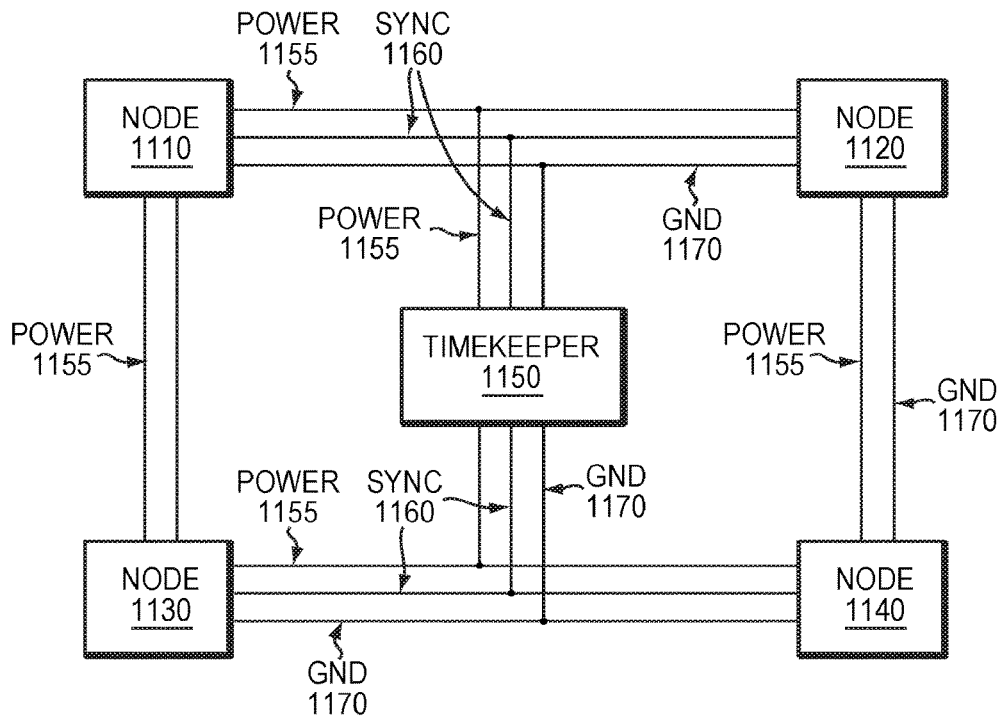 POWER
1155
SYNC
1160
NODE
1110
NODE
1120
POWER
1155
GND
1170
POWER
1155
TIMEKEEPER
1150
POWER
1155
GND
1170
POWER
1155
SYNC
1160
GND
1170
NODE
1130
NODE
1140
GND
1170